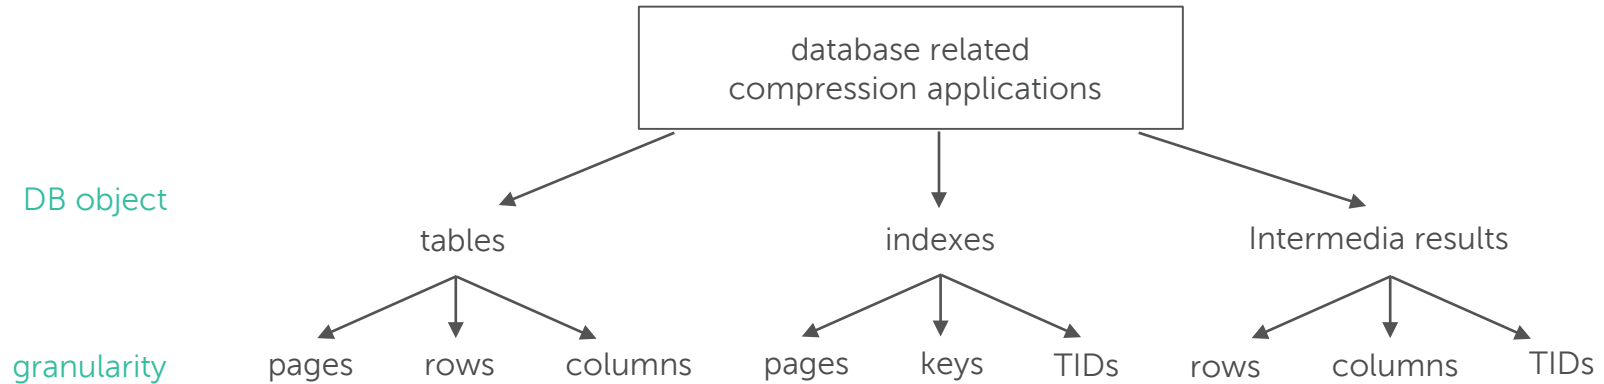 database related
compression applications
DB object
tables
indexes
Intermedia results
granularity
pages
rows
columns
pages
keys
TIDs
rows
columns
TIDs